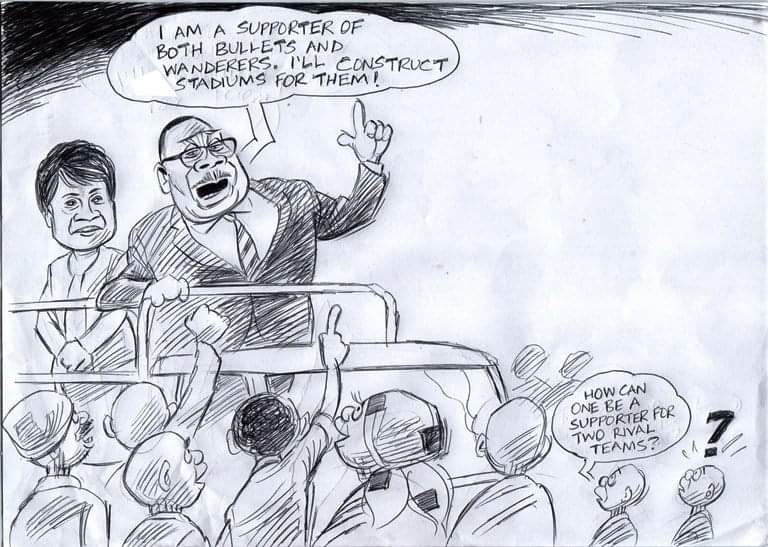 I AM A SUPPORTER OF
BOTH BULLETS AND
WANDERERS. I'LL CONSTRUCT
STADIUMS FOR THEM!
HOW CAN
ONE BE A
SUPPORTER FOR
TWO RIVAL
TEAMS?
?